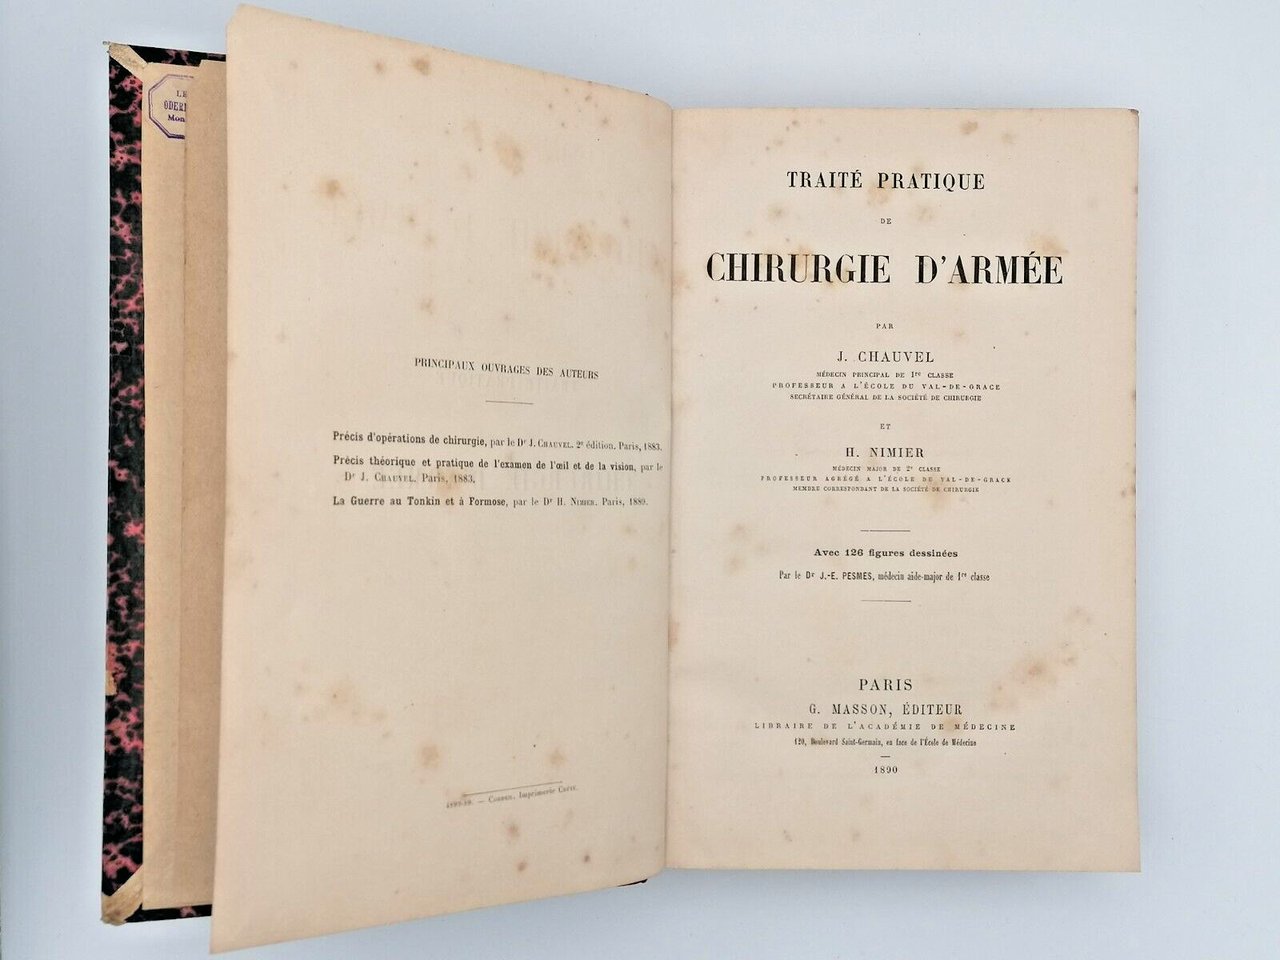 LE
ODER
Mon
PRINCIPAUX OUVRAGES DES AUTEURS
Précis d'opérations de chirurgie, par le Dr J. CHAUVEL. 2e édition. Paris, 1883.
Précis théorique et pratique de l'examen de l'œil et de la vision, par le
Dr J. CHAUVEL. Paris, 1883.
La Guerre au Tonkin et à Formose, par le Dr H. NIMIER. Paris, 1889.
— CORBEIL. Imprimerie CRÉTÉ.
TRAITÉ PRATIQUE
DE
CHIRURGIE D'ARMÉE
PAR
J. CHAUVEL
MÉDECIN PRINCIPAL DE 1re CLASSE
PROFESSEUR A L'ÉCOLE DU VAL-DE-GRACE
SECRÉTAIRE GÉNÉRAL DE LA SOCIÉTÉ DE CHIRURGIE
ET
H. NIMIER
MÉDECIN MAJOR DE 2e CLASSE
PROFESSEUR AGRÉGÉ A L'ÉCOLE DU VAL-DE-GRACE
MEMBRE CORRESPONDANT DE LA SOCIÉTÉ DE CHIRURGIE
Avec 126 figures dessinées
Par le Dr J.-E. PESMES, médecin aide-major de 1re classe
PARIS
G. MASSON, ÉDITEUR
LIBRAIRE DE L'ACADÉMIE DE MÉDECINE
120, Boulevard Saint-Germain, en face de l'École de Médecine
1890